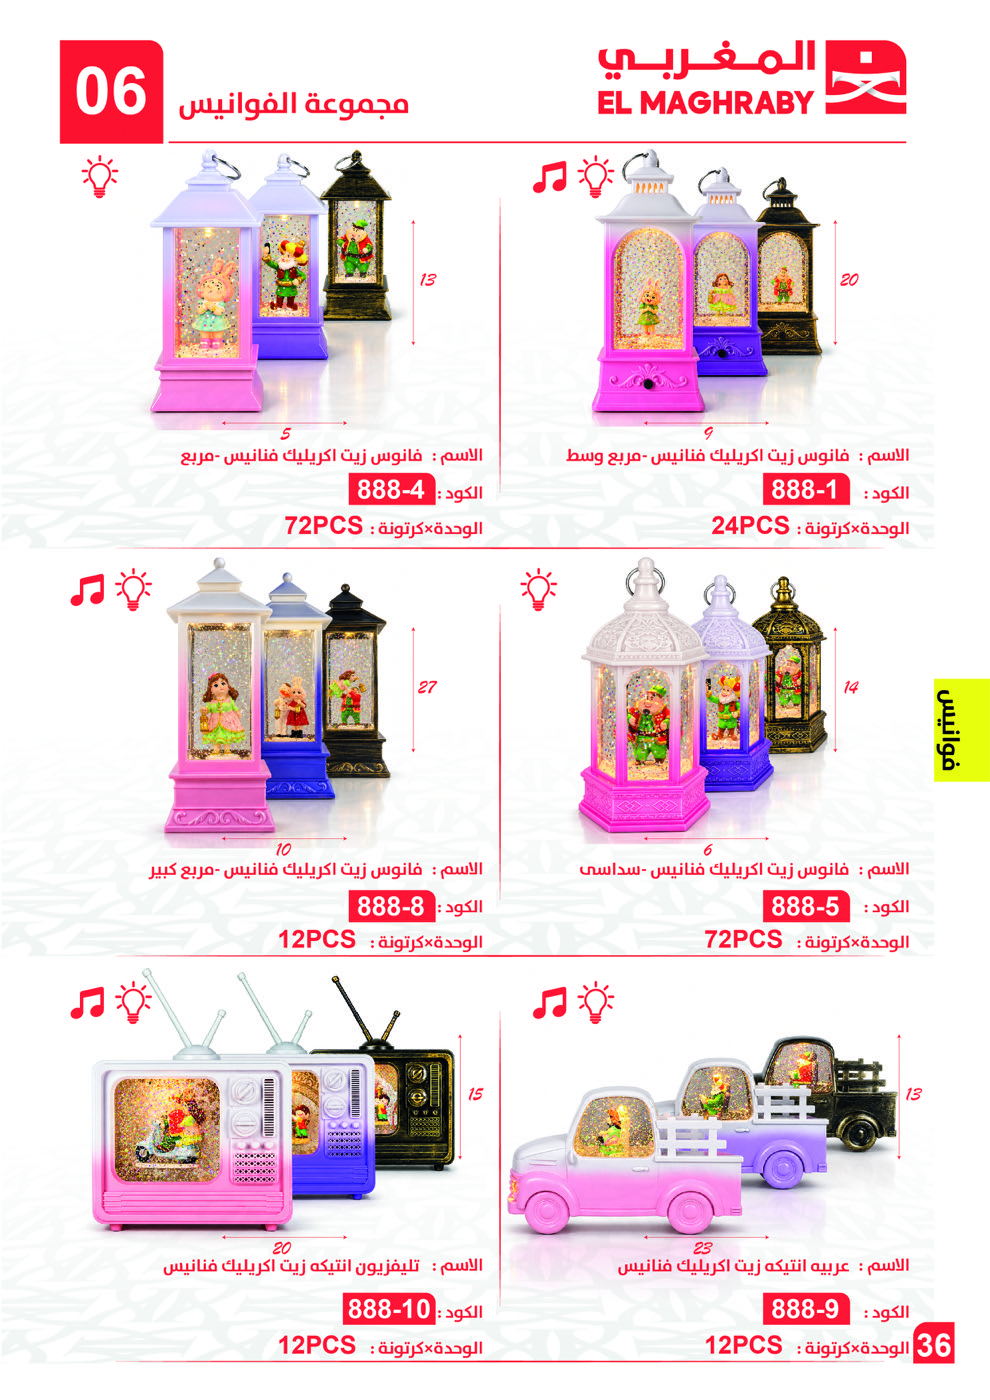 06
مجموعة الفوانيس
المغربي
EL MAGHRABY
20
9
الاسم : فانوس زيت اكريليك فنانيس -مربع وسط
الكود : 888-1
الوحدة×كرتونة : 24PCS
13
5
الاسم : فانوس زيت اكريليك فنانيس -مربع
الكود : 888-4
الوحدة×كرتونة : 72PCS
14
6
الاسم : فانوس زيت اكريليك فنانيس -سداسى
الكود : 888-5
الوحدة×كرتونة : 72PCS
27
10
الاسم : فانوس زيت اكريليك فنانيس -مربع كبير
الكود : 888-8
الوحدة×كرتونة : 12PCS
فوانيس
13
23
الاسم : عربيه انتيكه زيت اكريليك فنانيس
الكود : 888-9
الوحدة×كرتونة : 12PCS
15
20
الاسم : تليفزيون انتيكه زيت اكريليك فنانيس
الكود : 888-10
الوحدة×كرتونة : 12PCS
36